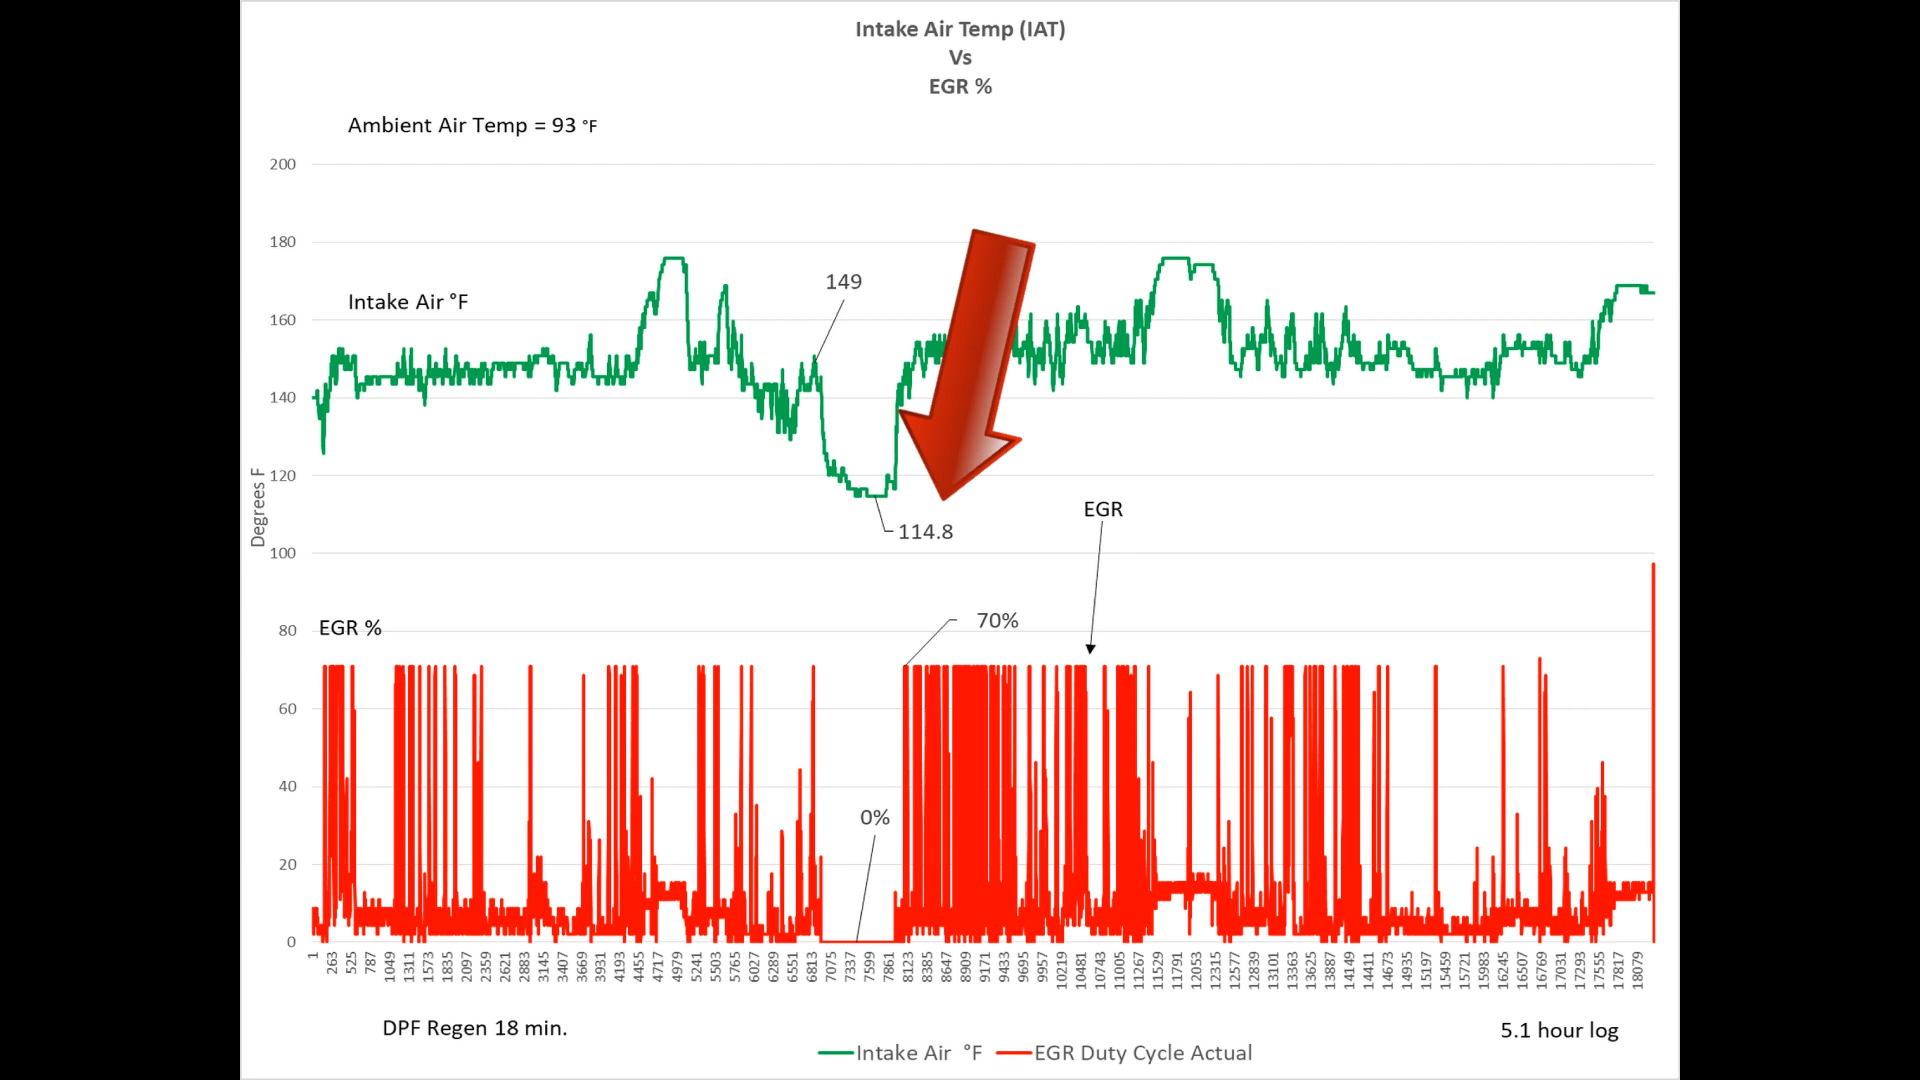 Intake Air Temp (IAT)
Vs
EGR %
Ambient Air Temp = 93 °F
200
180
149
Intake Air °F
160
140
120
Degrees F
114.8
EGR
100
70%
80
EGR %
60
40
0%
20
0
1 263 525 787 1049 1311 1573 1835 2097 2359 2621 2883 3145 3407 3669 3931 4193 4455 4717 4979 5241 5503 5765 6027 6289 6551 6813 7075 7337 7599 7861 8123 8385 8647 8909 9171 9433 9695 9957 10219 10481 10743 11005 11267 11529 11791 12053 12315 12577 12839 13101 13363 13625 13887 14149 14411 14673 14935 15197 15459 15721 15983 16245 16507 16769 17031 17293 17555 17817 18079
DPF Regen 18 min.
5.1 hour log
Intake Air °F EGR Duty Cycle Actual